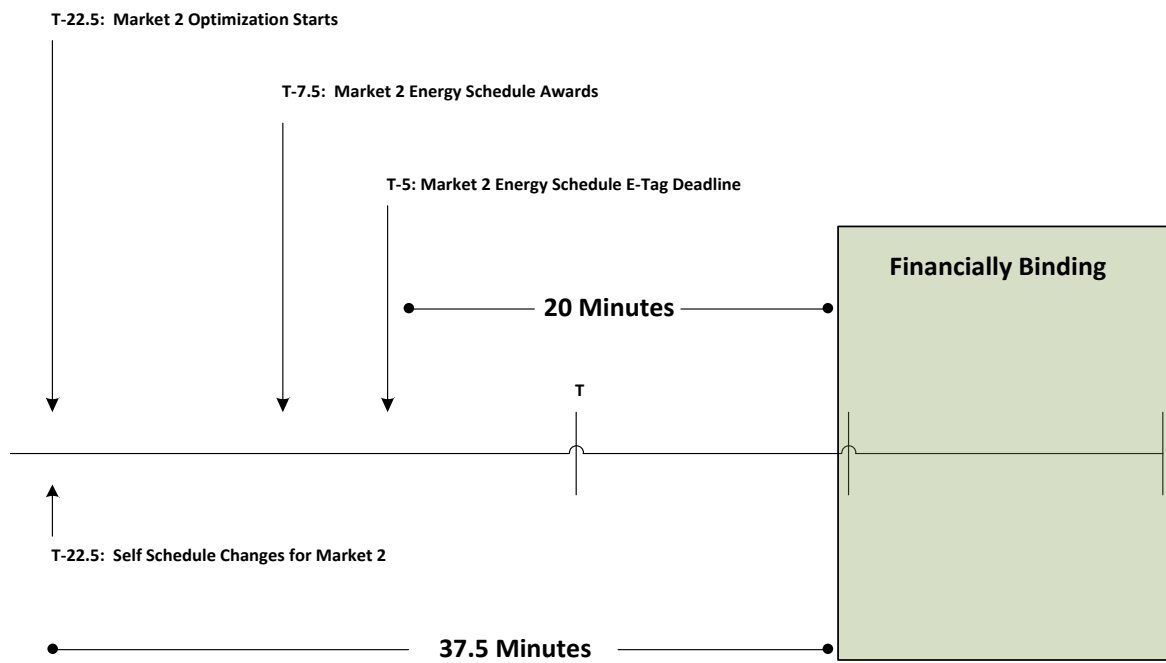 T-22.5: Market 2 Optimization Starts
T-7.5: Market 2 Energy Schedule Awards
T-5: Market 2 Energy Schedule E-Tag Deadline
Financially Binding
20 Minutes
T
T-22.5: Self Schedule Changes for Market 2
37.5 Minutes